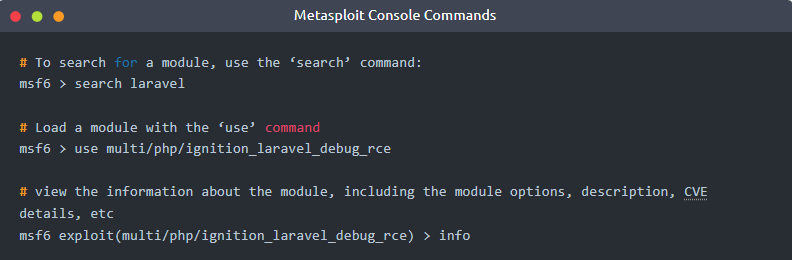 Metasploit Console Commands
# To search for a module, use the ‘search’ command:
msf6 > search laravel
# Load a module with the ‘use’ command
msf6 > use multi/php/ignition_laravel_debug_rce
# view the information about the module, including the module options, description, CVE
details, etc
msf6 exploit(multi/php/ignition_laravel_debug_rce) > info